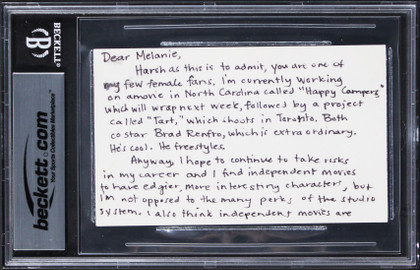 BECKETT
beckett.com
Dear Melanie,
Harsh as this is to admit, you are one of
my few female fans, I'm currently working
on a movie in North Carolina called "Happy Campers"
which will wrap next week, followed by a project
called "Tart," which shoots in Toronto. Both
co star Brad Renfro, which is extraordinary.
He's cool. He freestyles.
Anyway, I hope to continue to take risks
in my career and I find independent movies
to have edgier, more interesting characters, but
I'm not opposed to the many perks of the studio
system. I also think independent movies are